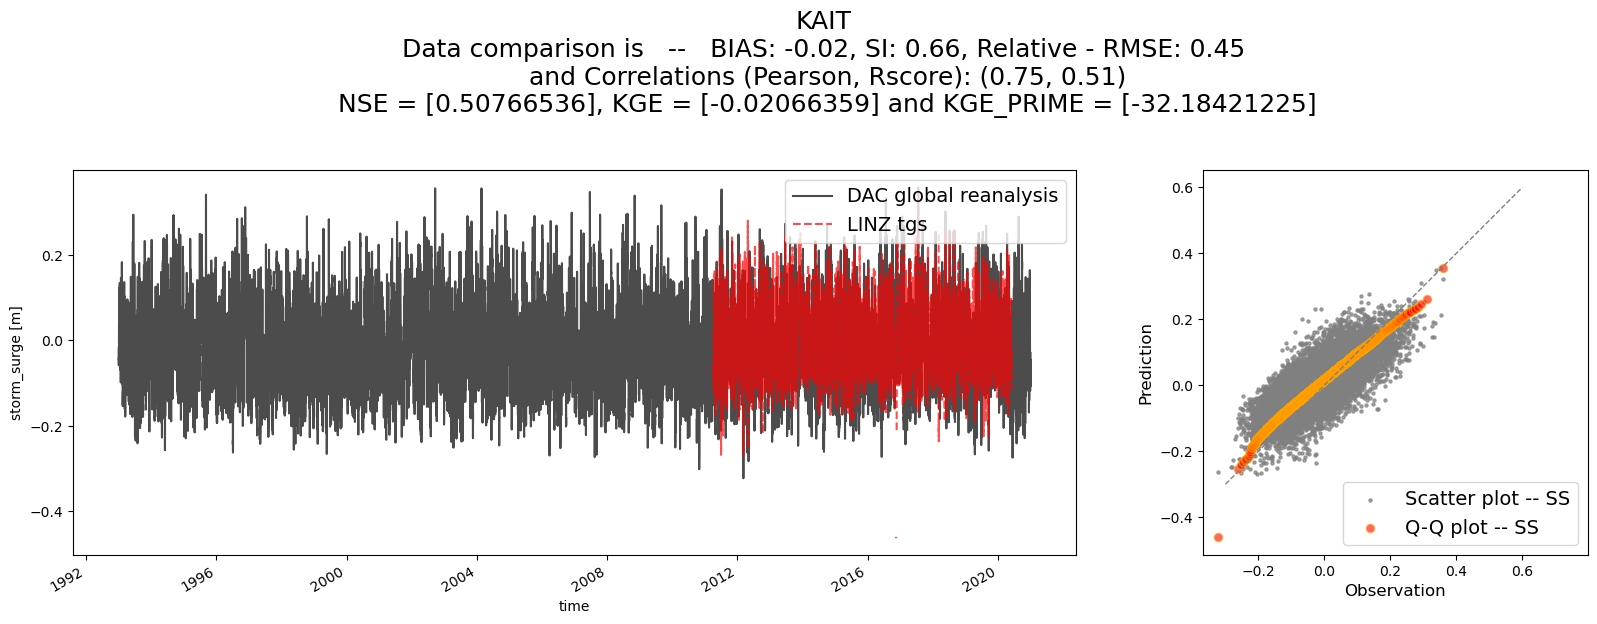 KAIT
Data comparison is -- BIAS: -0.02, SI: 0.66, Relative - RMSE: 0.45
and Correlations (Pearson, Rscore): (0.75, 0.51)
NSE = [0.50766536], KGE = [-0.02066359] and KGE_PRIME = [-32.18421225]
storm_surge [m]
0.2
0.0
−0.2
−0.4
DAC global reanalysis
LINZ tgs
1992
1996
2000
2004
2008
2012
2016
2020
time
Prediction
0.6
0.4
0.2
0.0
−0.2
−0.4
Scatter plot -- SS
Q-Q plot -- SS
−0.2
0.0
0.2
0.4
0.6
Observation